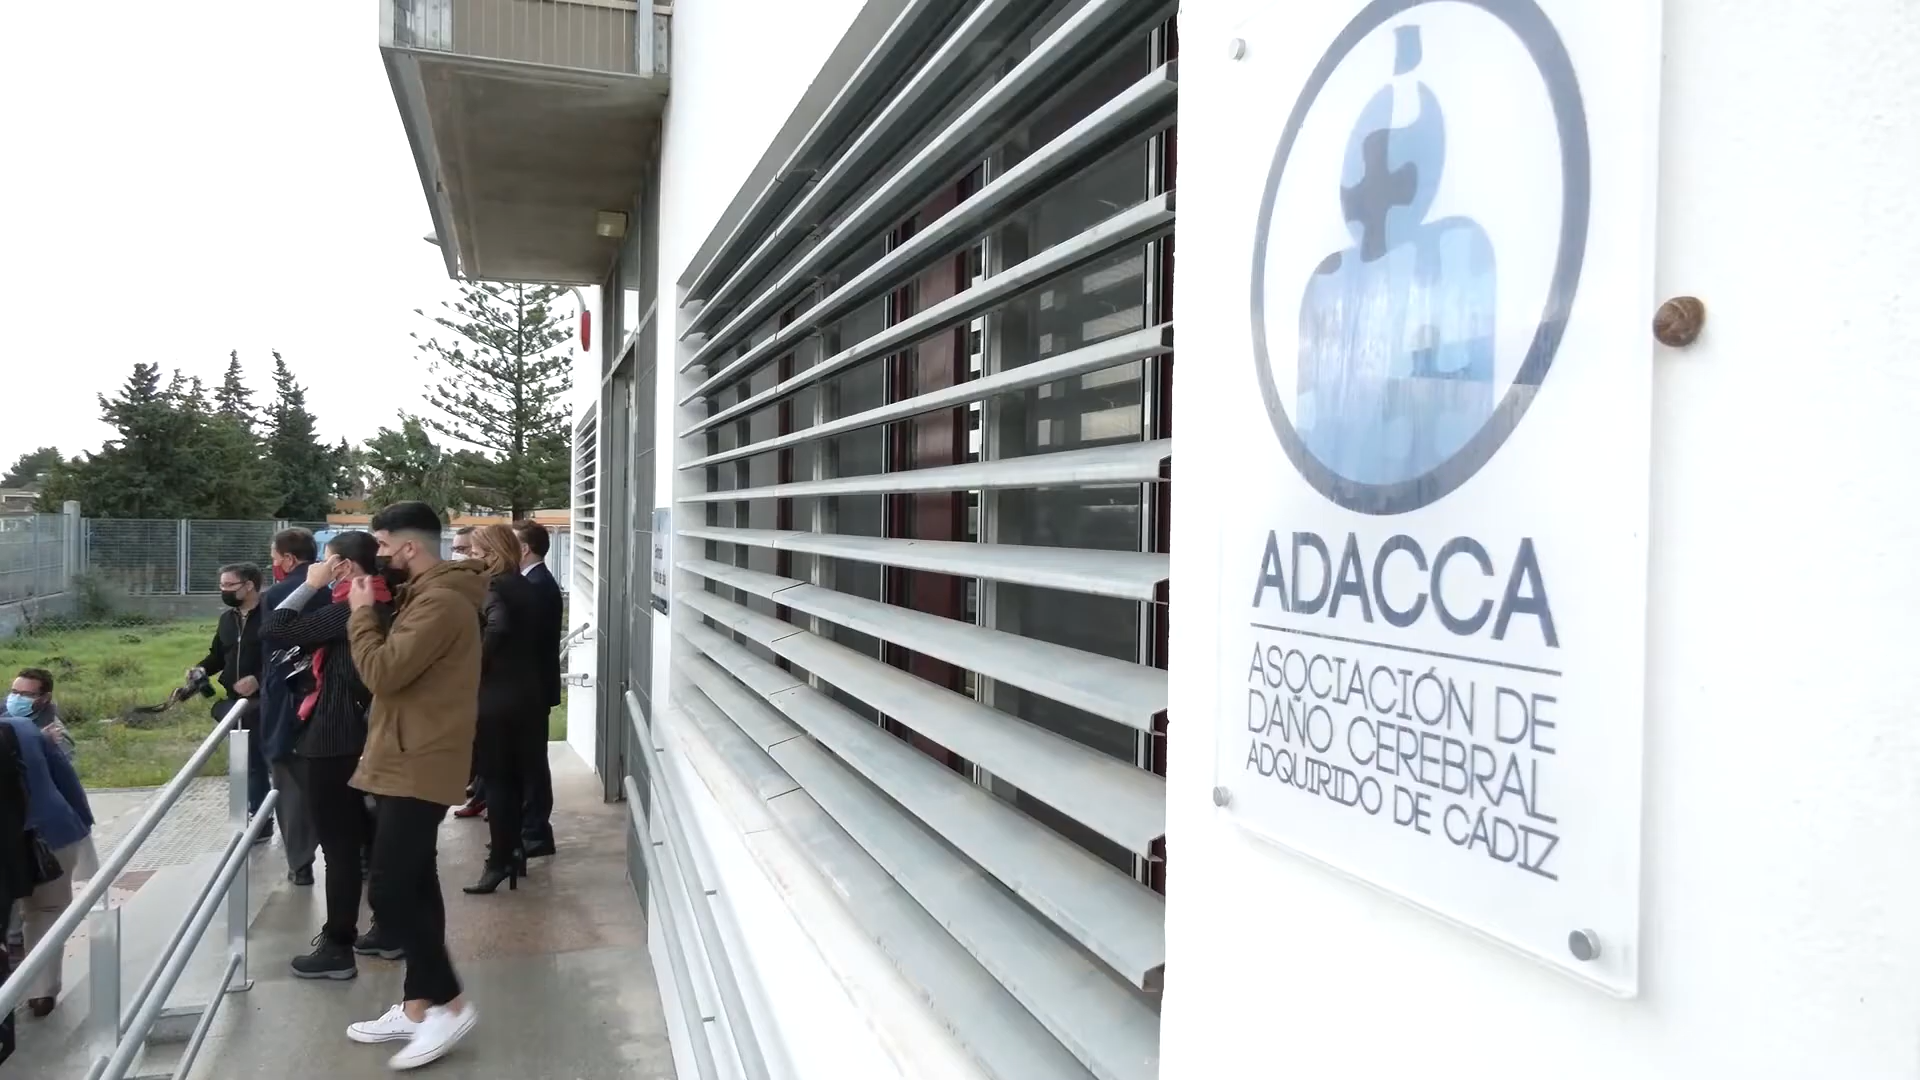 ADACCA
ASOCIACIÓN DE
DAÑO CEREBRAL
ADQUIRIDO DE CÁDIZ